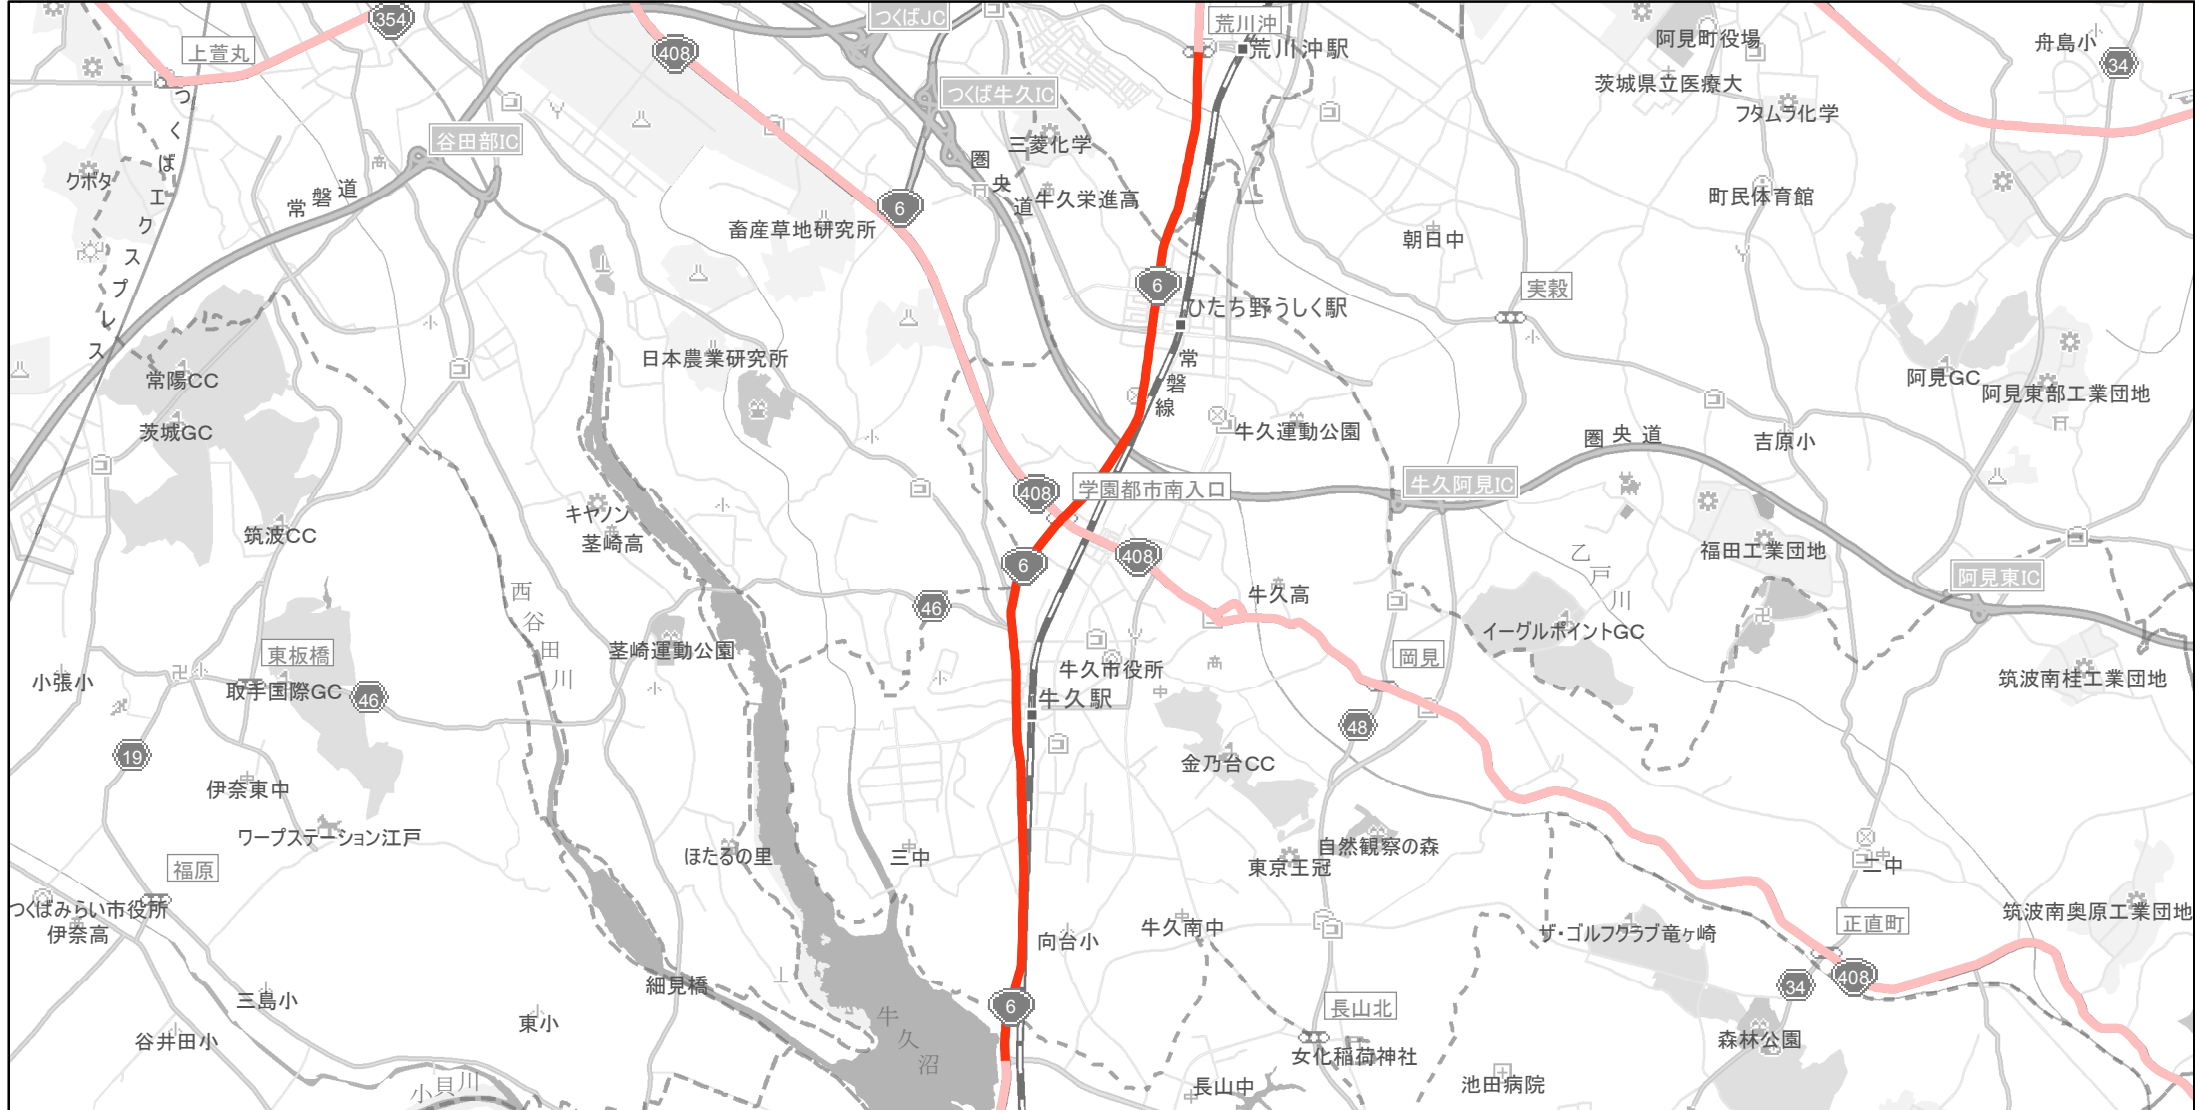 354
上萱丸
408
つくばJC
荒川沖
荒川沖駅
阿見町役場
舟島小
34
茨城県立医療大
フタムラ化学
つくば牛久IC
谷田部IC
三菱化学
つくばエクスプレス
クボタ
常磐道
圏央道
牛久栄進高
町民体育館
6
畜産草地研究所
朝日中
6
ひたち野うしく駅
実穀
日本農業研究所
常磐線
常陽CC
阿見GC
阿見東部工業団地
茨城GC
牛久運動公園
圏央道
吉原小
408
学園都市南入口
牛久阿見IC
キヤノン
茎崎高
筑波CC
408
6
福田工業団地
乙戸川
阿見東IC
西谷田川
46
牛久高
イーグルポイントGC
東板橋
茎崎運動公園
牛久市役所
岡見
小張小
取手国際GC
46
牛久駅
筑波南桂工業団地
48
19
金乃台CC
伊奈東中
ワープステーション江戸
ほたるの里
三中
東京王冠
自然観察の森
二中
福原
つくばみらい市役所
伊奈高
向台小
牛久南中
ザ・ゴルフクラブ竜ヶ崎
正直町
筑波南奥原工業団地
細見橋
三島小
6
34
408
東小
牛久沼
長山北
谷井田小
女化稲荷神社
森林公園
小貝川
長山中
池田病院